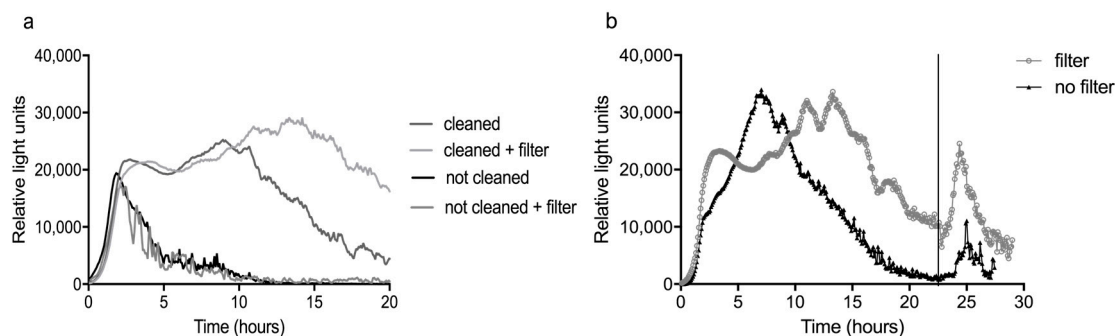 a
40,000
30,000
20,000
10,000
0
Relative light units
0 5 10 15 20
Time (hours)
cleaned
cleaned + filter
not cleaned
not cleaned + filter
b
40,000
30,000
20,000
10,000
0
Relative light units
0 5 10 15 20 25 30
Time (hours)
filter
no filter